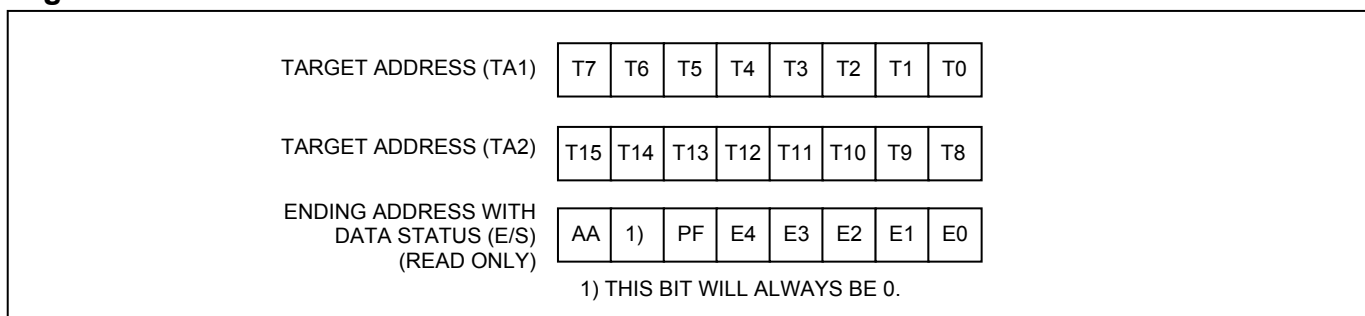 TARGET ADDRESS (TA1) T7 T6 T5 T4 T3 T2 T1 T0
TARGET ADDRESS (TA2) T15 T14 T13 T12 T11 T10 T9 T8
ENDING ADDRESS WITH
DATA STATUS (E/S) AA 1) PF E4 E3 E2 E1 E0
(READ ONLY)
1) THIS BIT WILL ALWAYS BE 0.